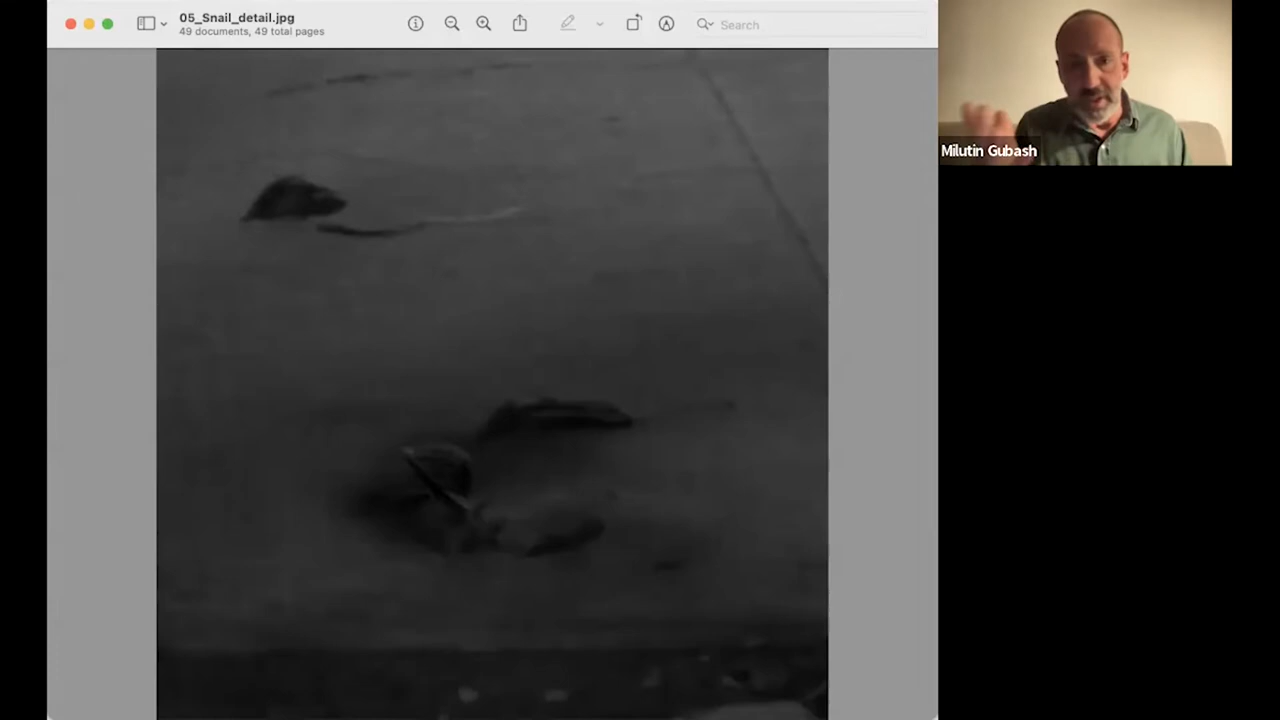 05_Snail_detail.jpg
49 documents, 49 total pages
Search
Milutin Gubash